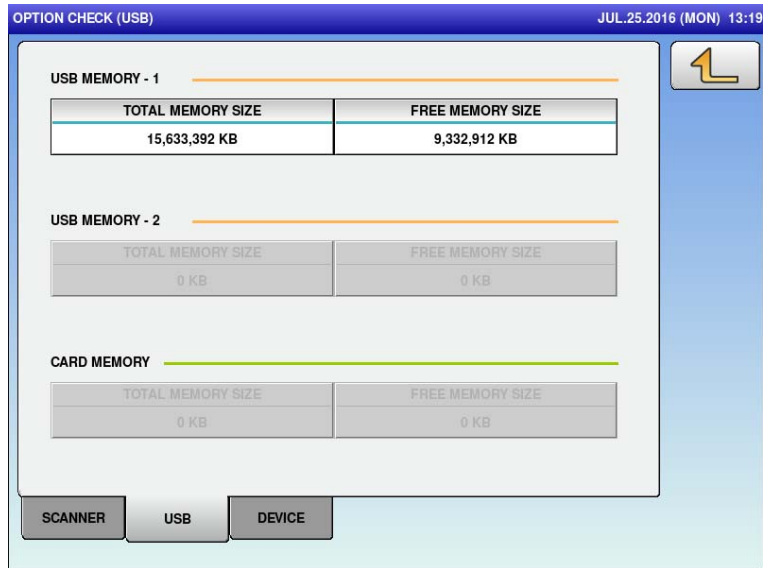 OPTION CHECK (USB) JUL.25.2016 (MON) 13:19
USB MEMORY - 1
TOTAL MEMORY SIZE FREE MEMORY SIZE
15,633,392 KB 9,332,912 KB
USB MEMORY - 2
TOTAL MEMORY SIZE FREE MEMORY SIZE
0 KB 0 KB
CARD MEMORY
TOTAL MEMORY SIZE FREE MEMORY SIZE
0 KB 0 KB
SCANNER USB DEVICE